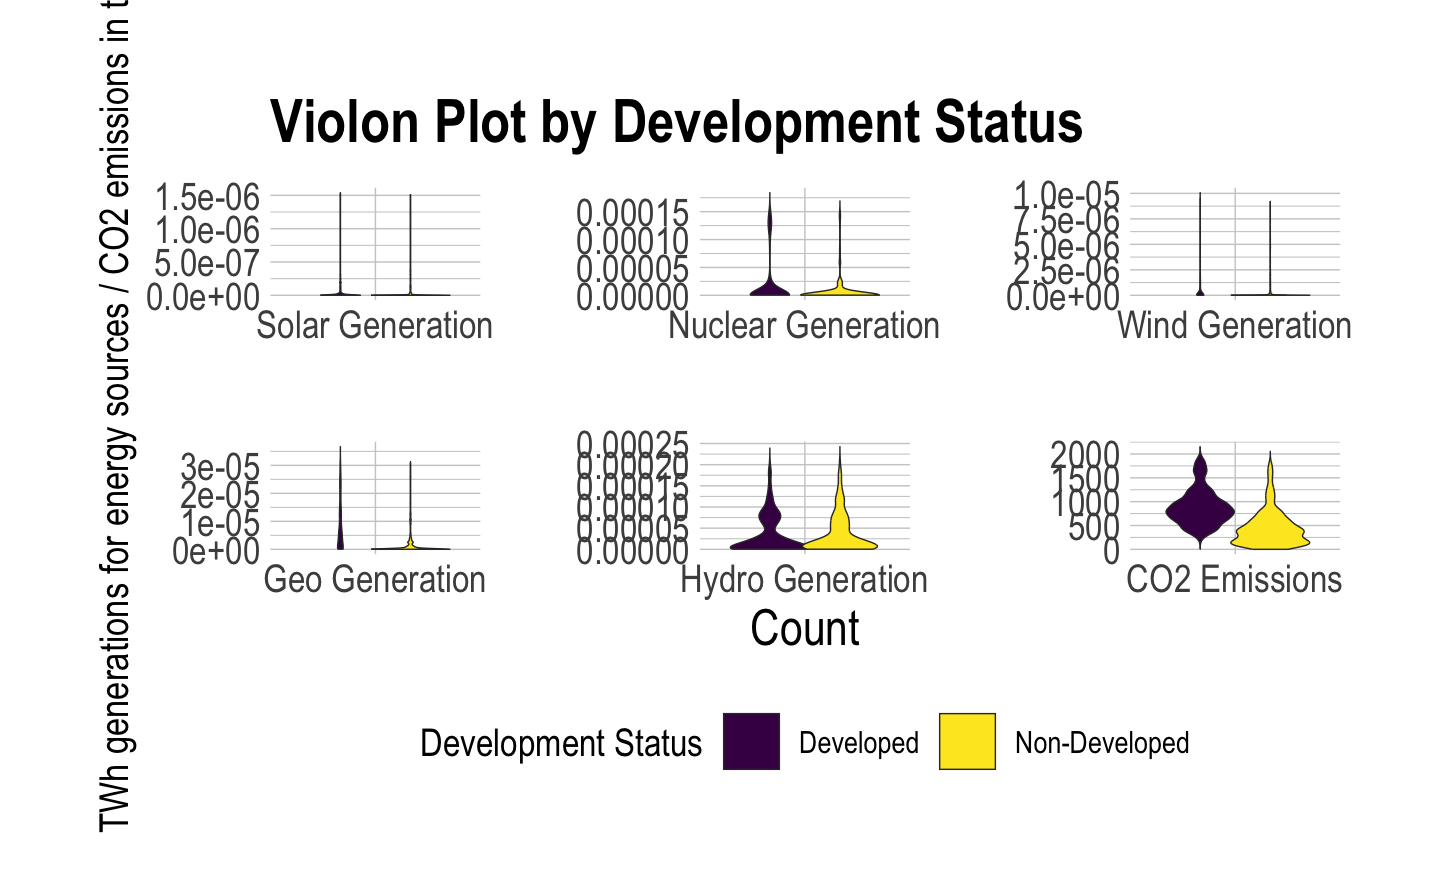 Violon Plot by Development Status
TWh generations for energy sources / CO2 emissions in t
1.5e-06
1.0e-06
5.0e-07
0.0e+00
Solar Generation
0.00015
0.00010
0.00005
0.00000
Nuclear Generation
1.0e-05
7.5e-06
5.0e-06
2.5e-06
0.0e+00
Wind Generation
3e-05
2e-05
1e-05
0e+00
Geo Generation
0.00025
0.00020
0.00015
0.00010
0.00005
0.00000
Hydro Generation
2000
1500
1000
500
0
CO2 Emissions
Count
Development Status Developed Non-Developed